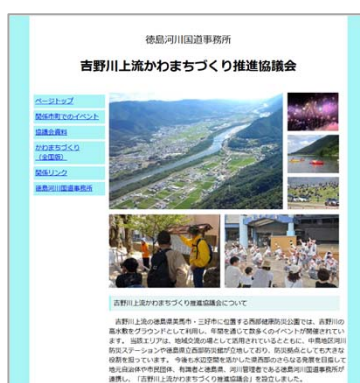 徳島河川国道事務所
吉野川上流かわまちづくり推進協議会
ページトップ
関係市町でのイベント
協議会資料
かわまちづくり
（全国版）
関係リンク
徳島河川国道事務所
吉野川上流かわまちづくり推進協議会について
吉野川上流の徳島県美馬市・三好市に位置する西部健康防災公園では、吉野川の
高水敷をグラウンドとして利用し、年間を通じて数多くのイベントが開催されてい
ます。当該エリアは、地域交流の場として活用されているとともに、中鳥地区河川
防災ステーションや徳島県立西部防災館が立地しており、防災拠点としても大きな
役割を担っています。今後も水辺空間を活かした県西部のさらなる発展を目指して
地元自治体や市民団体、有識者と徳島県、河川管理者である徳島河川国道事務所が
連携し、「吉野川上流かわまちづくり推進協議会」を設立しました。